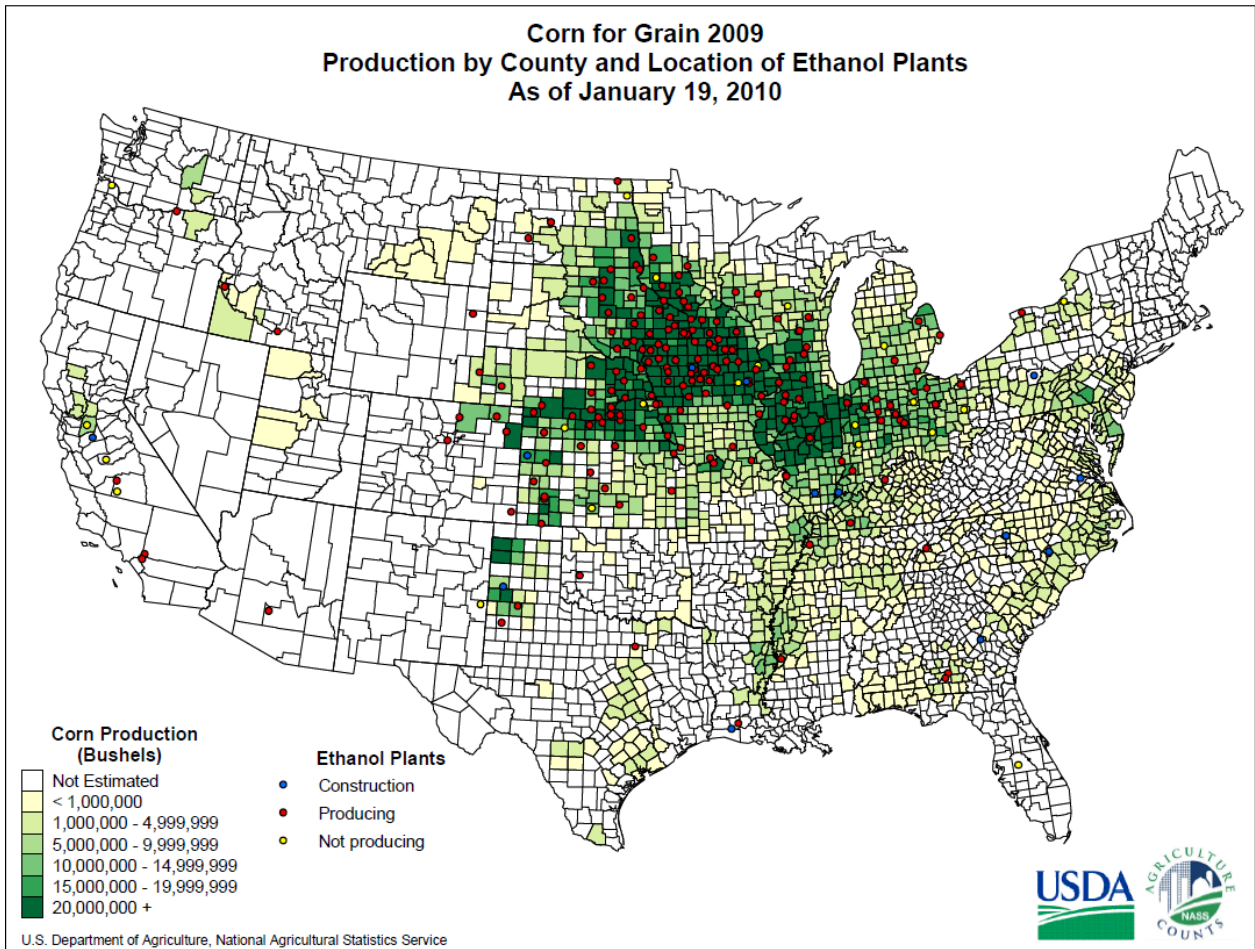 Corn for Grain 2009
Production by County and Location of Ethanol Plants
As of January 19, 2010
Corn Production
(Bushels)
Not Estimated
< 1,000,000
1,000,000 - 4,999,999
5,000,000 - 9,999,999
10,000,000 - 14,999,999
15,000,000 - 19,999,999
20,000,000 +
Ethanol Plants
Construction
Producing
Not producing
USDA
AGRICULTURE
NASS
COUNTS
U.S. Department of Agriculture, National Agricultural Statistics Service